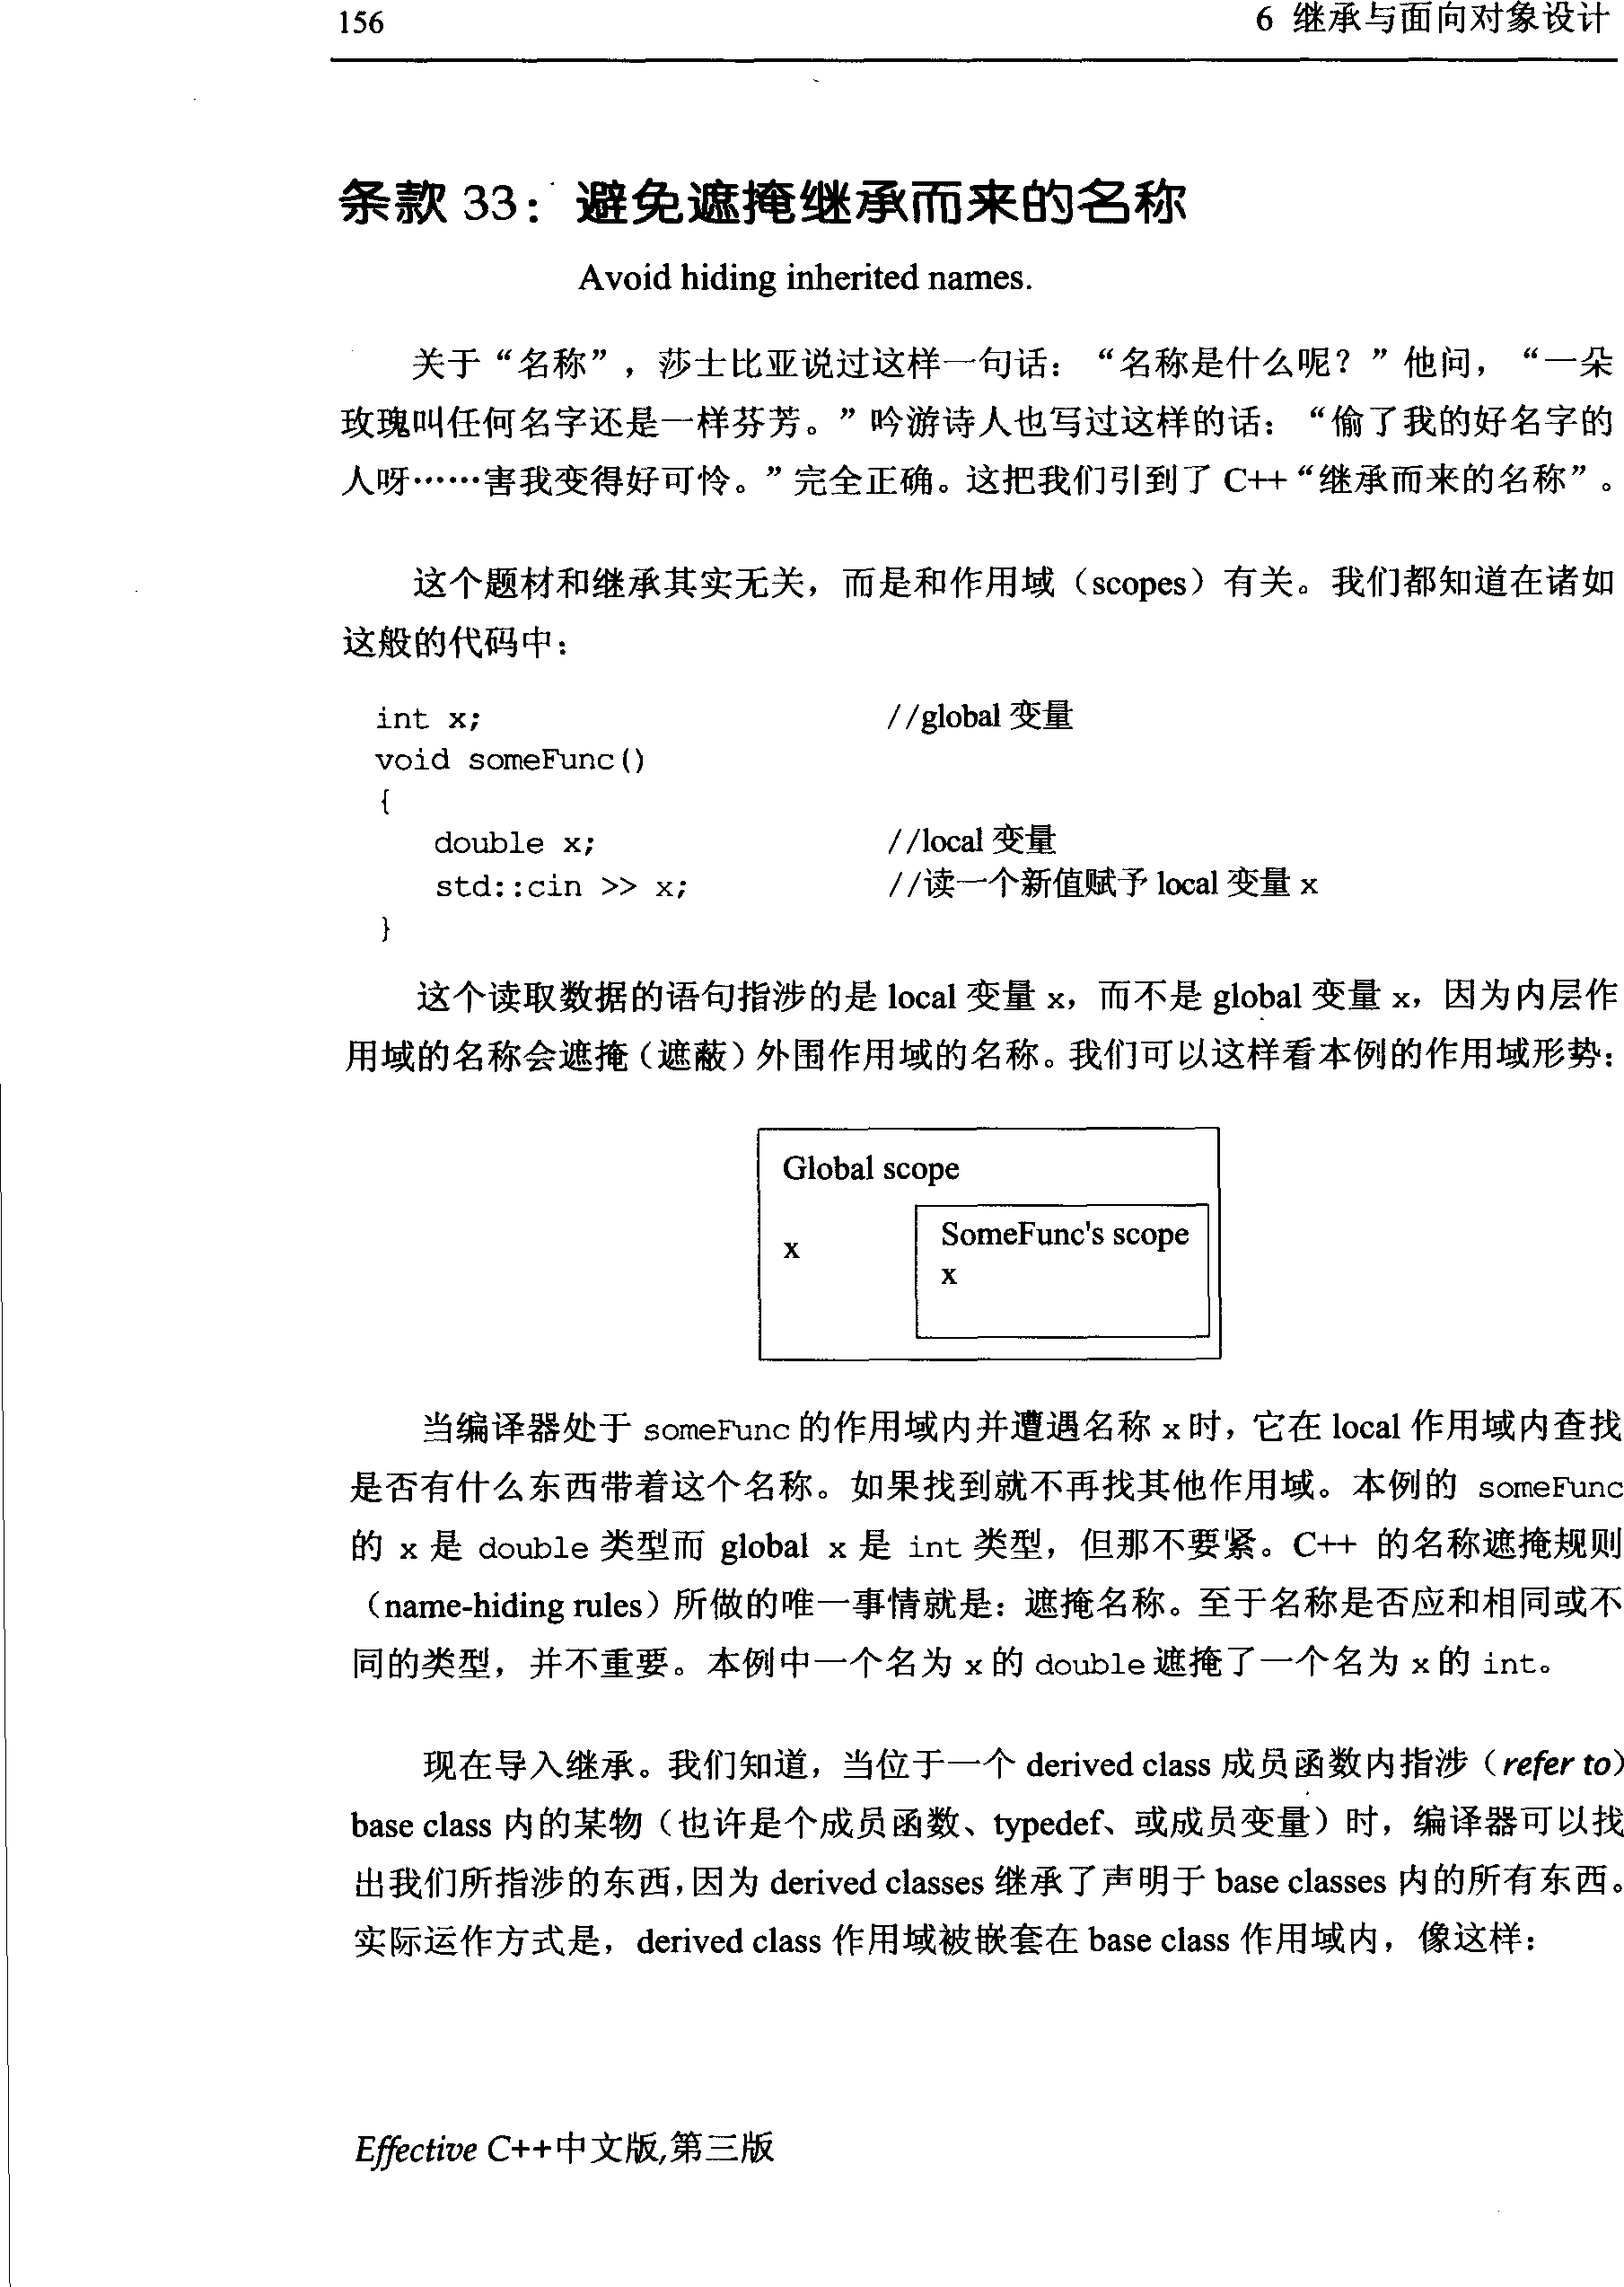 156
6 继承与面向对象设计
条款 33：避免遮掩继承而来的名称
Avoid hiding inherited names.
关于“名称”，莎士比亚说过这样一句话：“名称是什么呢？”他问，“一朵
玫瑰叫任何名字还是一样芬芳。”吟游诗人也写过这样的话：“偷了我的好名字的
人呀……害我变得好可怜。”完全正确。这把我们引到了 C++“继承而来的名称”。
这个题材和继承其实无关，而是和作用域（scopes）有关。我们都知道在诸如
这般的代码中：
int x; //global 变量
void someFunc()
{
double x; //local 变量
std::cin >> x; //读一个新值赋予 local 变量 x
}
这个读取数据的语句指涉的是 local 变量 x，而不是 global 变量 x，因为内层作
用域的名称会遮掩（遮蔽）外围作用域的名称。我们可以这样看本例的作用域形势：
Global scope
x
SomeFunc's scope
x
当编译器处于 someFunc 的作用域内并遭遇名称 x 时，它在 local 作用域内查找
是否有什么东西带着这个名称。如果找到就不再找其他作用域。本例的 someFunc
的 x 是 double 类型而 global x 是 int 类型，但那不要紧。C++ 的名称遮掩规则
（name-hiding rules）所做的唯一事情就是：遮掩名称。至于名称是否应和相同或不
同的类型，并不重要。本例中一个名为 x 的 double 遮掩了一个名为 x 的 int。
现在导入继承。我们知道，当位于一个 derived class 成员函数内指涉（refer to）
base class 内的某物（也许是个成员函数、typedef、或成员变量）时，编译器可以找
出我们所指涉的东西，因为 derived classes 继承了声明于 base classes 内的所有东西。
实际运作方式是，derived class 作用域被嵌套在 base class 作用域内，像这样：
Effective C++中文版,第三版